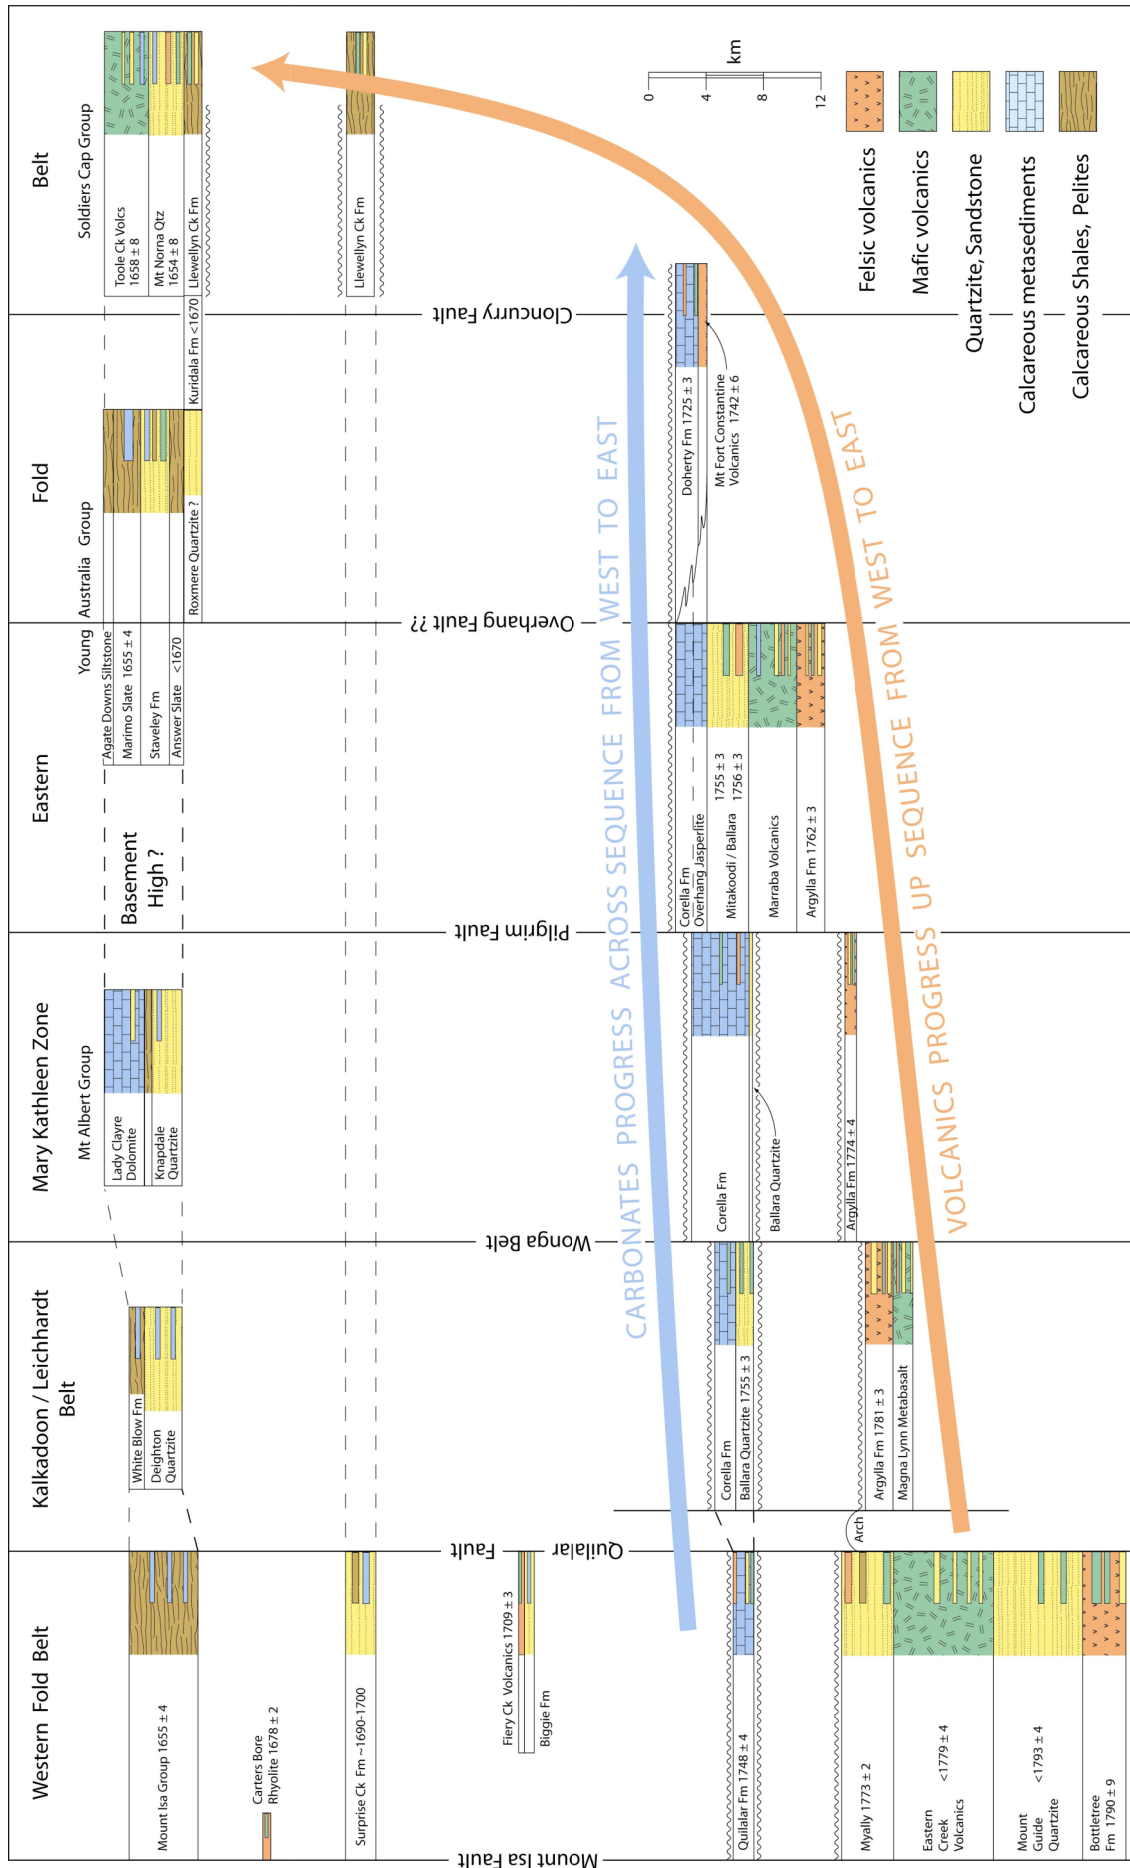 Western Fold Belt
Kalkadoon / Leichhardt
Belt
Mary Kathleen Zone
Eastern
Fold
Belt
Mount Isa Group 1655 ± 4
Carters Bore
Rhyolite 1678 ± 2
Surprise Ck Fm ~1690-1700
Fiery Ck Volcanics 1709 ± 3
Biggie Fm
Quilalar Fm 1748 ± 4
Myally 1773 ± 2
Eastern
Creek
Volcanics
<1779 ± 4
Mount
Guide
Quartzite
<1793 ± 4
Bottletree
Fm 1790 ± 9
Mount Isa Fault
Quilalar
Fault
Arch
White Blow Fm
Deighton
Quartzite
Corella Fm
Ballara Quartzite 1755 ± 3
Argylla Fm 1781 ± 3
Magna Lynn Metabasalt
Wonga Belt
Mt Albert Group
Lady Clayre
Dolomite
Knapdale
Quartzite
Corella Fm
Ballara Quartzite
Argylla Fm 1774 ± 4
Pilgrim Fault
Basement
High ?
Young Australia Group
Agate Downs Siltstone
Marimo Slate 1655 ± 4
Staveley Fm
Answer Slate <1670
Roxmere Quartzite ?
Kuridala Fm <1670
Corella Fm
Overhang Jasperlite
Mitakoodi / Ballara
1755 ± 3
1756 ± 3
Marraba Volcanics
Argylla Fm 1762 ± 3
Overhang Fault ??
Doherty Fm 1725 ± 3
Mt Fort Constantine
Volcanics 1742 ± 6
Cloncurry Fault
Soldiers Cap Group
Toole Ck Volcs
1658 ± 8
Mt Norna Qtz
1654 ± 8
Llewellyn Ck Fm
Llewellyn Ck Fm
CARBONATES PROGRESS ACROSS SEQUENCE FROM WEST TO EAST
VOLCANICS PROGRESS UP SEQUENCE FROM WEST TO EAST
0
4
8
12
km
Felsic volcanics
Mafic volcanics
Quartzite, Sandstone
Calcareous metasediments
Calcareous Shales, Pelites